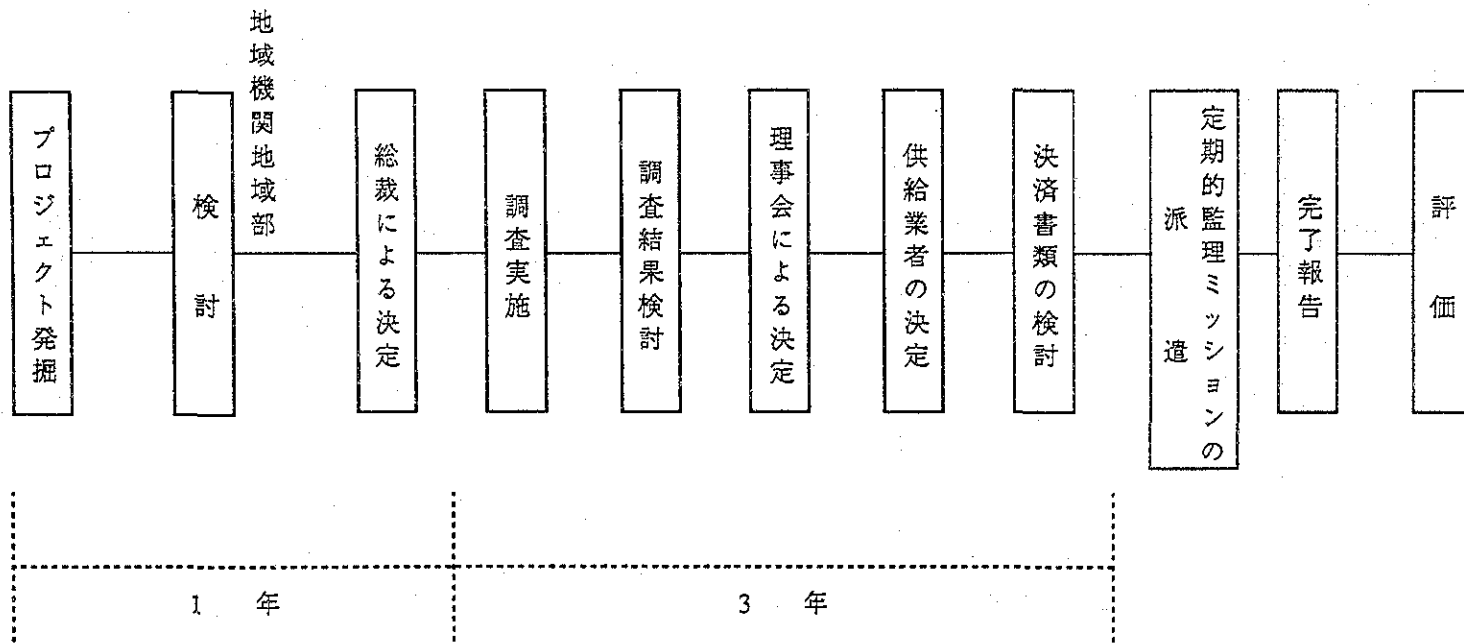 プロジェクト発掘
検討
地域機関地域部
総裁による決定
調査実施
調査結果検討
理事会による決定
供給業者の決定
決済書類の検討
定期的監理ミッションの
派遣
完了報告
評価
1 年
3 年